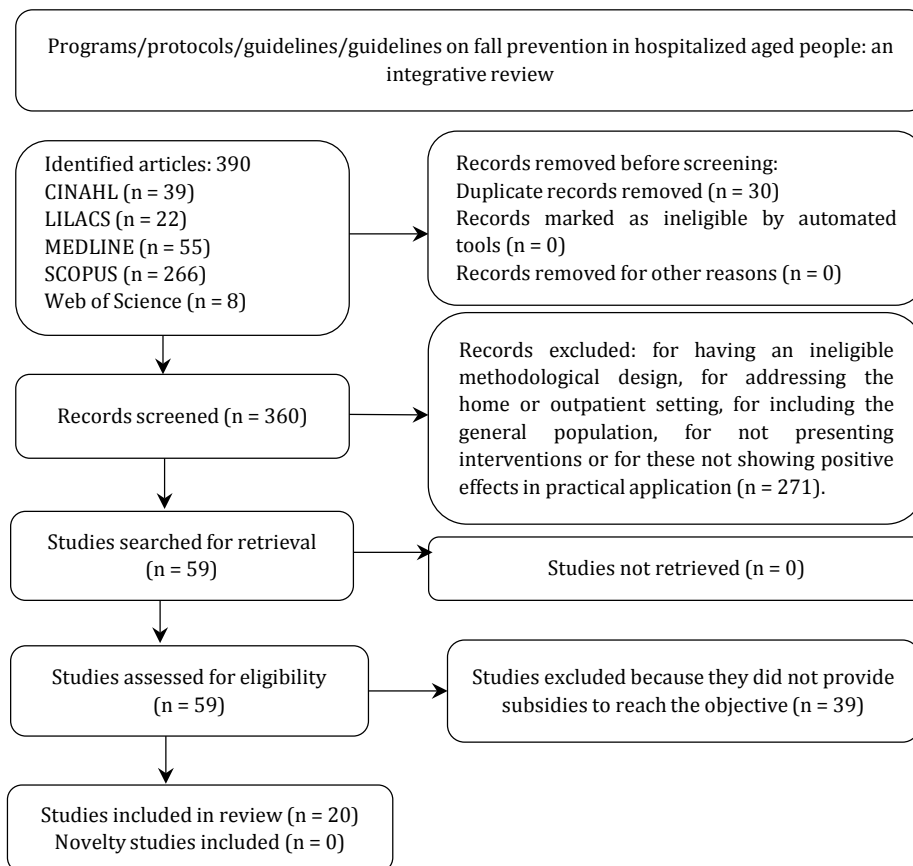 Programs/protocols/guidelines/guidelines on fall prevention in hospitalized aged people: an
integrative review
Identified articles: 390
CINAHL (n = 39)
LILACS (n = 22)
MEDLINE (n = 55)
SCOPUS (n = 266)
Web of Science (n = 8)
Records removed before screening:
Duplicate records removed (n = 30)
Records marked as ineligible by automated
tools (n = 0)
Records removed for other reasons (n = 0)
Records screened (n = 360)
Records excluded: for having an ineligible
methodological design, for addressing the
home or outpatient setting, for including the
general population, for not presenting
interventions or for these not showing positive
effects in practical application (n = 271).
Studies searched for retrieval
(n = 59)
Studies not retrieved (n = 0)
Studies assessed for eligibility
(n = 59)
Studies excluded because they did not provide
subsidies to reach the objective (n = 39)
Studies included in review (n = 20)
Novelty studies included (n = 0)